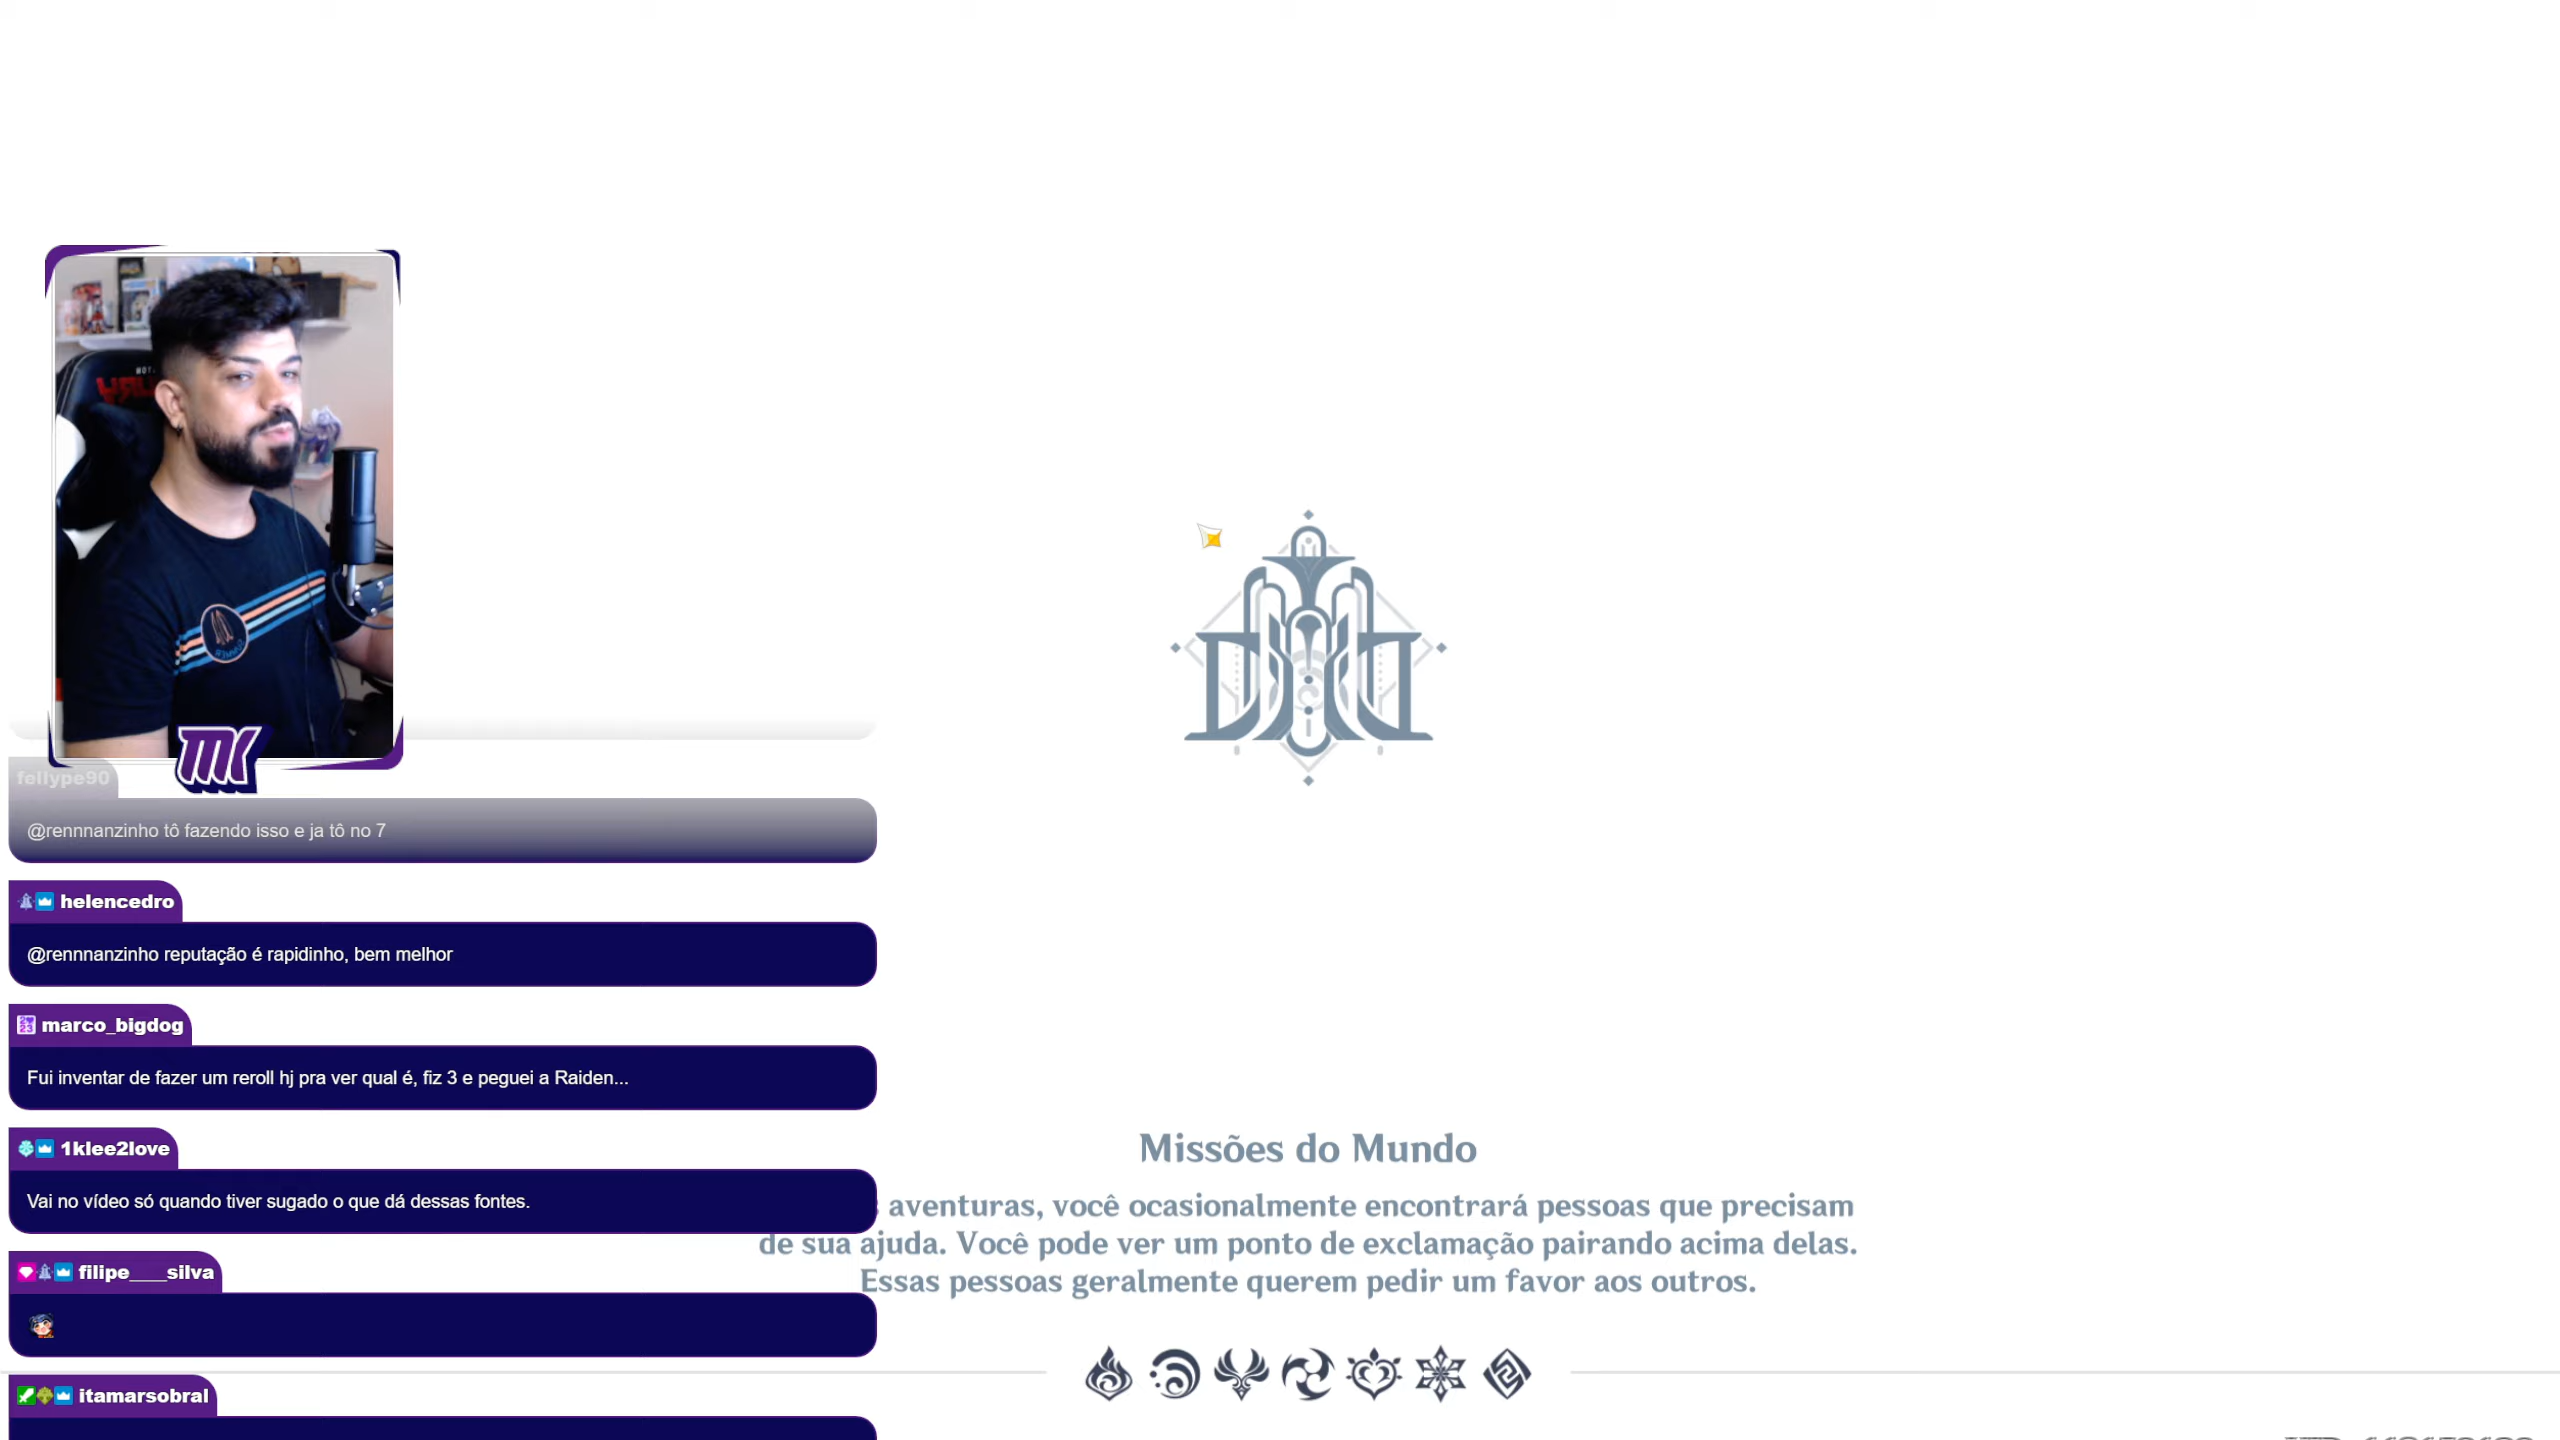 MK
fellype90
@rennnanzinho tô fazendo isso e ja tô no 7
helencedro
@rennnanzinho reputação é rapidinho, bem melhor
marco_bigdog
Fui inventar de fazer um reroll hj pra ver qual é, fiz 3 e peguei a Raiden...
1klee2love
Vai no vídeo só quando tiver sugado o que dá dessas fontes.
filipe___silva
itamarsobral
Missões do Mundo
aventuras, você ocasionalmente encontrará pessoas que precisam
de sua ajuda. Você pode ver um ponto de exclamação pairando acima delas.
Essas pessoas geralmente querem pedir um favor aos outros.